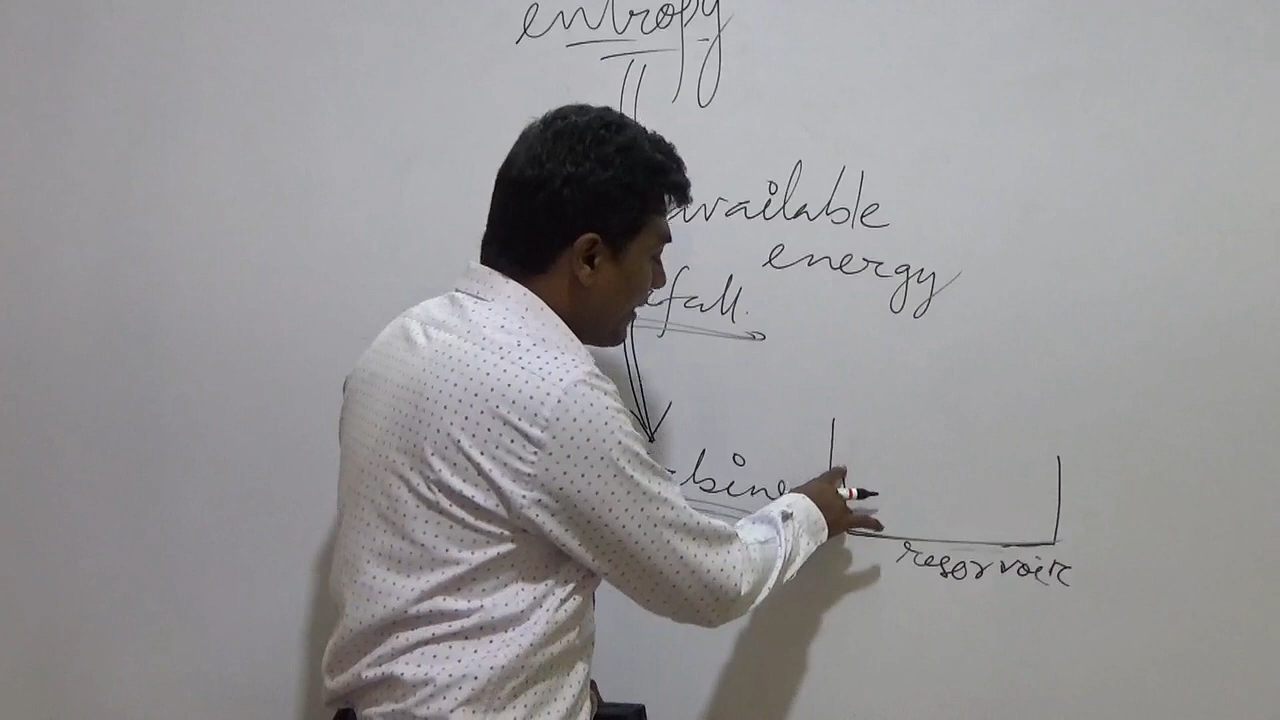 entropy
available
energy
fall.
reservoir